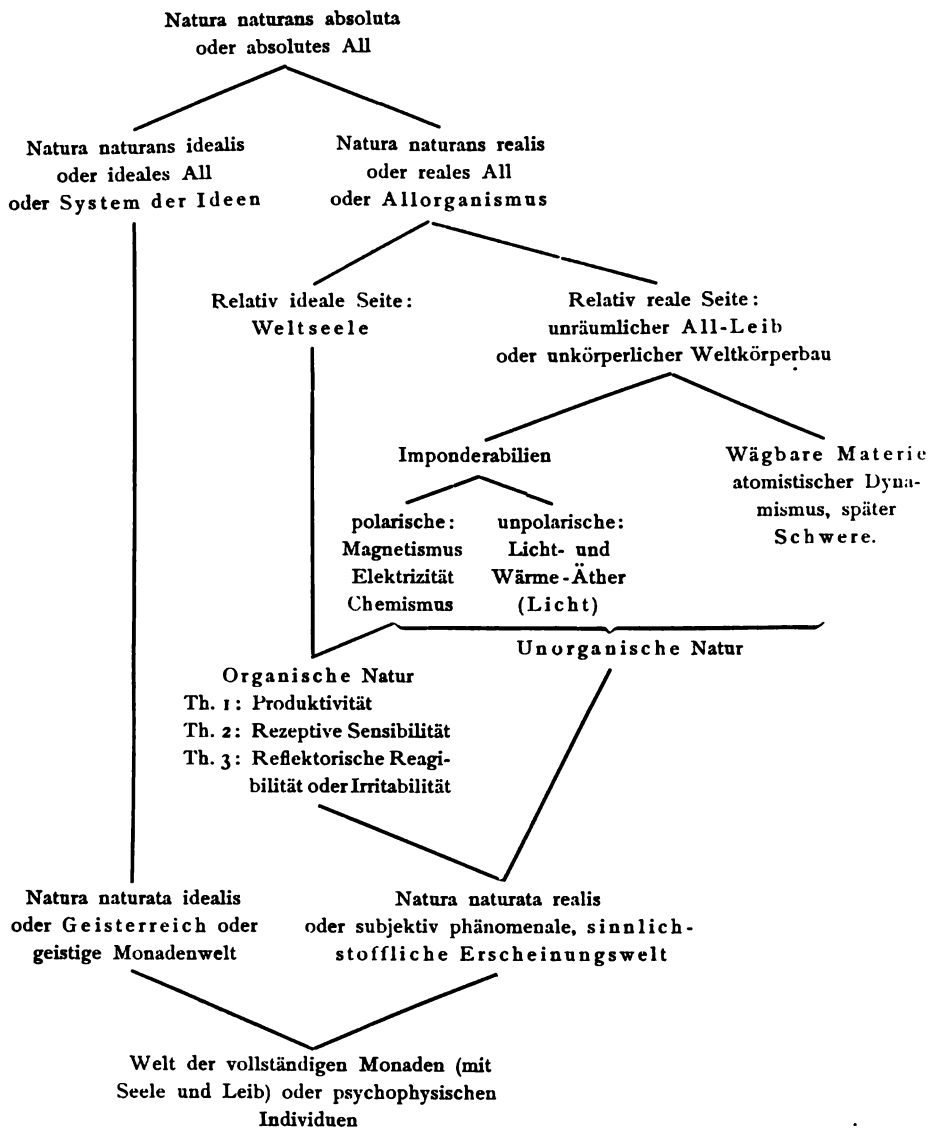 Natura naturans absoluta
oder absolutes All
Natura naturans idealis
oder ideales All
oder System der Ideen
Natura naturans realis
oder reales All
oder Allorganismus
Relativ ideale Seite:
Weltseele
Relativ reale Seite:
unräumlicher All-Leib
oder unkörperlicher Weltkörperbau
Imponderabilien
Wägbare Materie
atomistischer Dyna-
mismus, später
Schwere.
polarische:
Magnetismus
Elektrizität
Chemismus
unpolarische:
Licht- und
Wärme-Äther
(Licht)
Unorganische Natur
Organische Natur
Th. 1: Produktivität
Th. 2: Rezeptive Sensibilität
Th. 3: Reflektorische Reagi-
bilität oder Irritabilität
Natura naturata idealis
oder Geisterreich oder
geistige Monadenwelt
Natura naturata realis
oder subjektiv phänomenale, sinnlich-
stoffliche Erscheinungswelt
Welt der vollständigen Monaden (mit
Seele und Leib) oder psychophysischen
Individuen